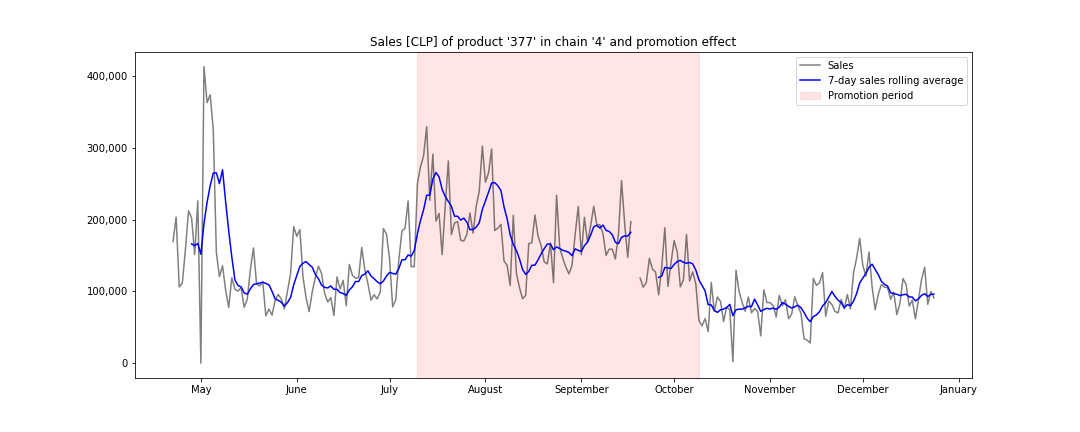 Sales [CLP] of product '377' in chain '4' and promotion effect
Sales
7-day sales rolling average
Promotion period
400,000
300,000
200,000
100,000
0
May June July August September October November December January